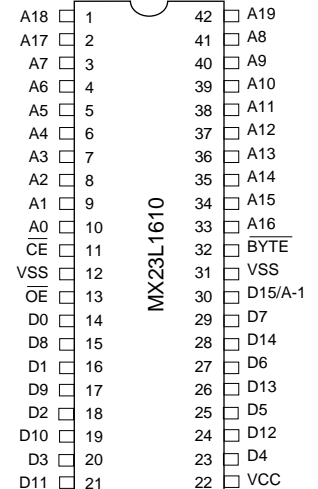 A18 1 42 A19
A17 2 41 A8
A7 3 40 A9
A6 4 39 A10
A5 5 38 A11
A4 6 37 A12
A3 7 36 A13
A2 8 35 A14
A1 9 34 A15
A0 10 33 A16
C̅E̅ 11 32 B̅Y̅T̅E̅
VSS 12 31 VSS
O̅E̅ 13 30 D15/A-1
D0 14 29 D7
D8 15 28 D14
D1 16 27 D6
D9 17 26 D13
D2 18 25 D5
D10 19 24 D12
D3 20 23 D4
D11 21 22 VCC
MX23L1610